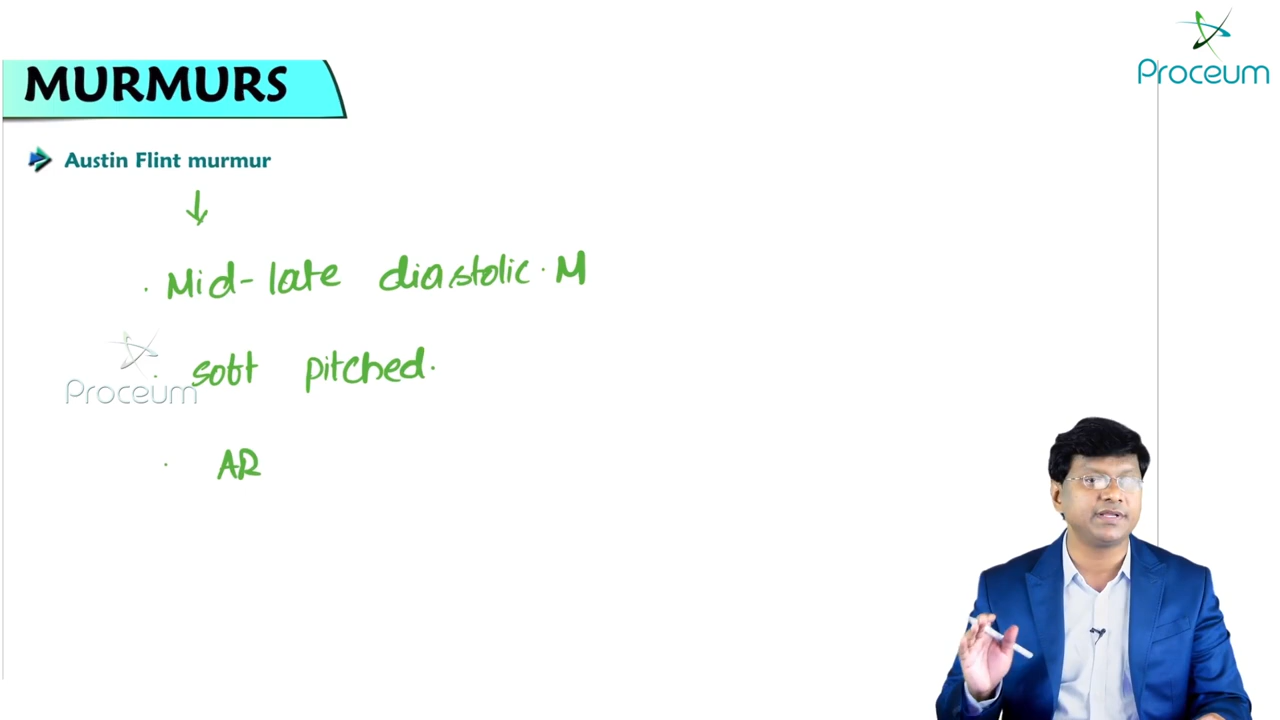 Proceum
MURMURS
Austin Flint murmur
Mid-late diastolic. M
soft pitched.
Proceum
AR